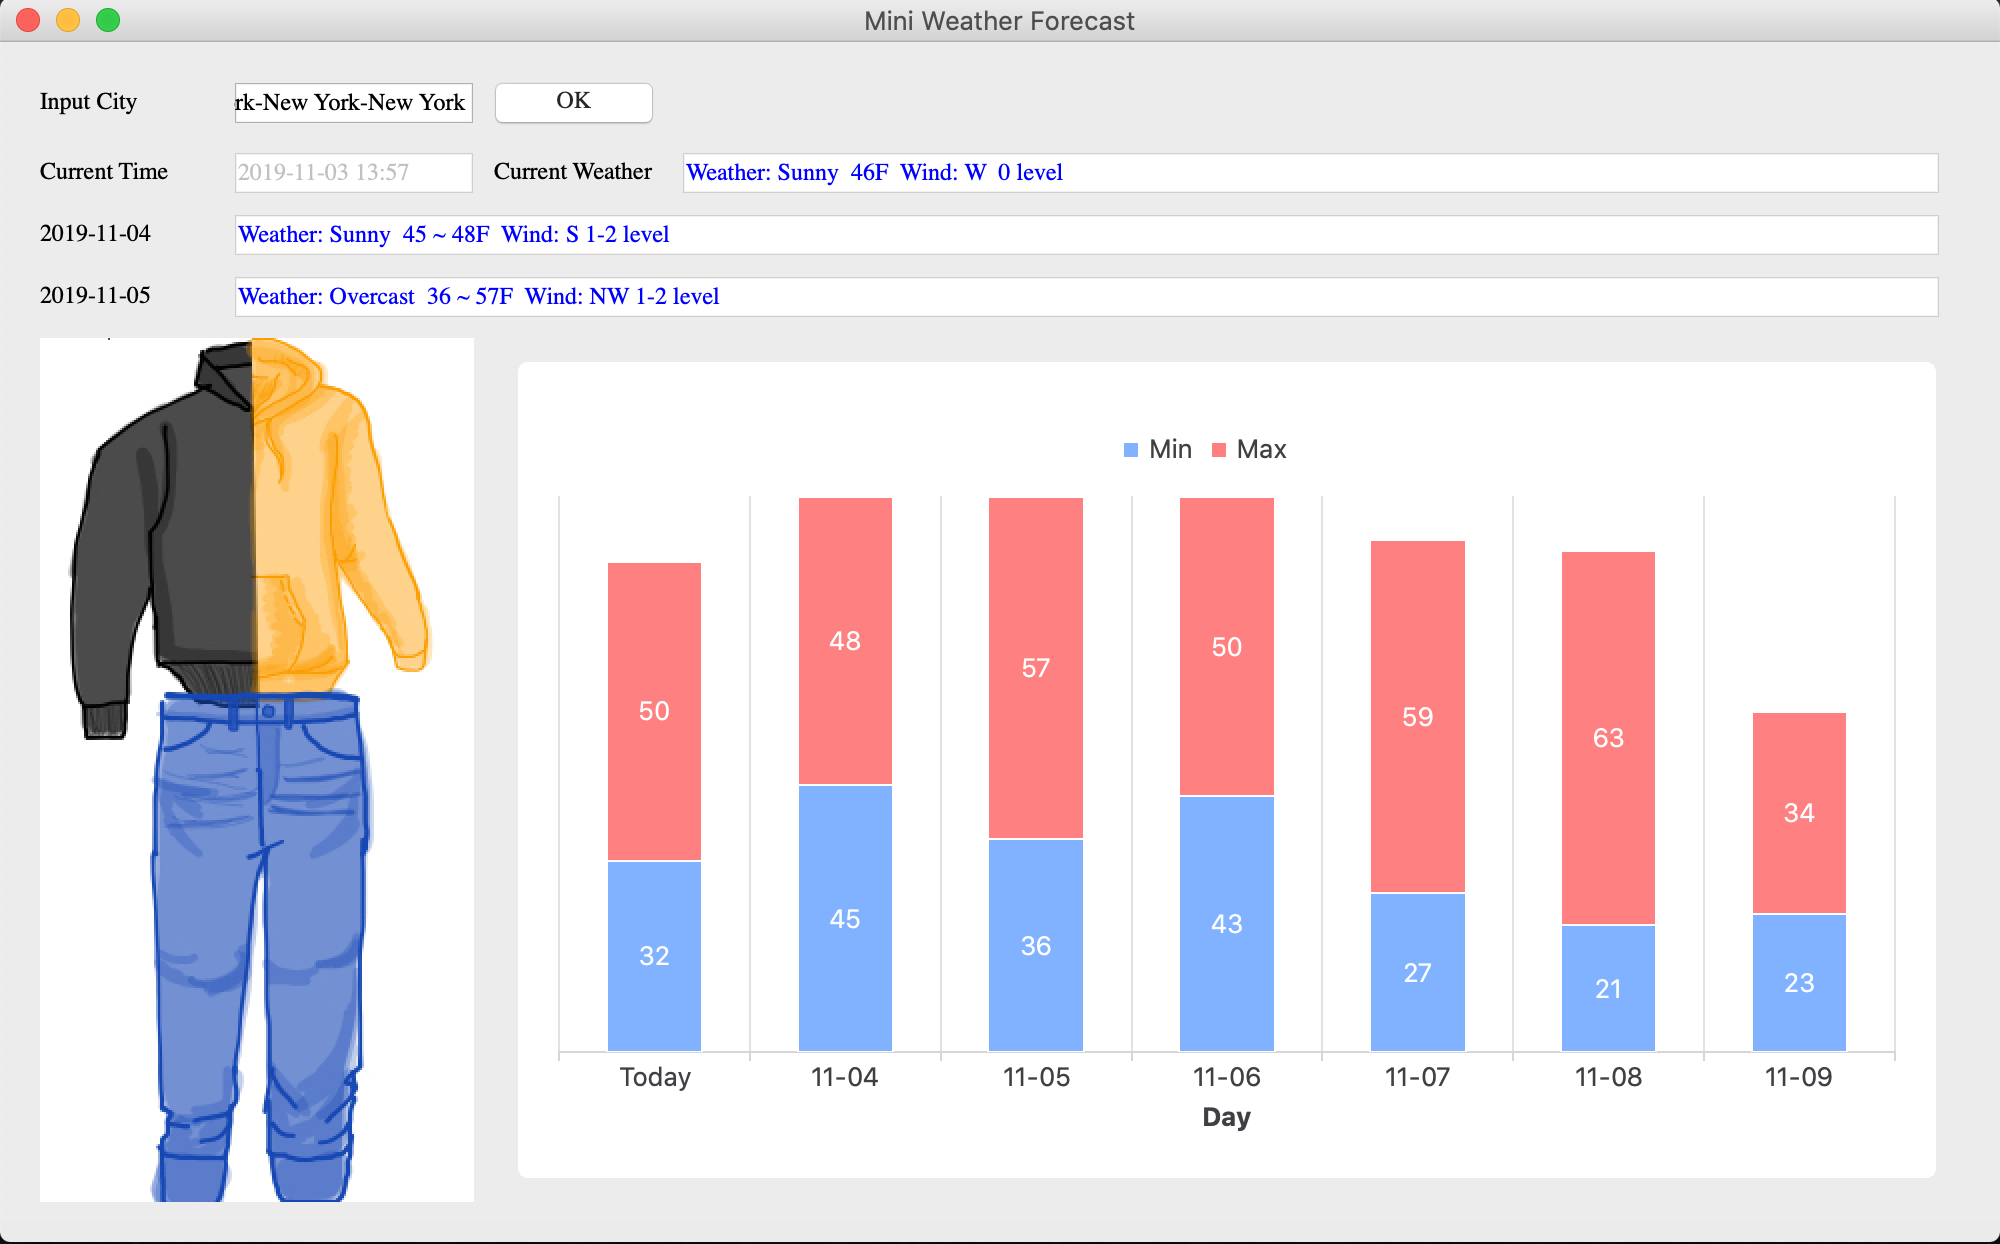 Mini Weather Forecast
Input City rk-New York-New York OK
Current Time 2019-11-03 13:57 Current Weather Weather: Sunny 46F Wind: W 0 level
2019-11-04 Weather: Sunny 45 ~ 48F Wind: S 1-2 level
2019-11-05 Weather: Overcast 36 ~ 57F Wind: NW 1-2 level
Min Max
50 48 57 50 59 63 34
32 45 36 43 27 21 23
Today 11-04 11-05 11-06 11-07 11-08 11-09
Day